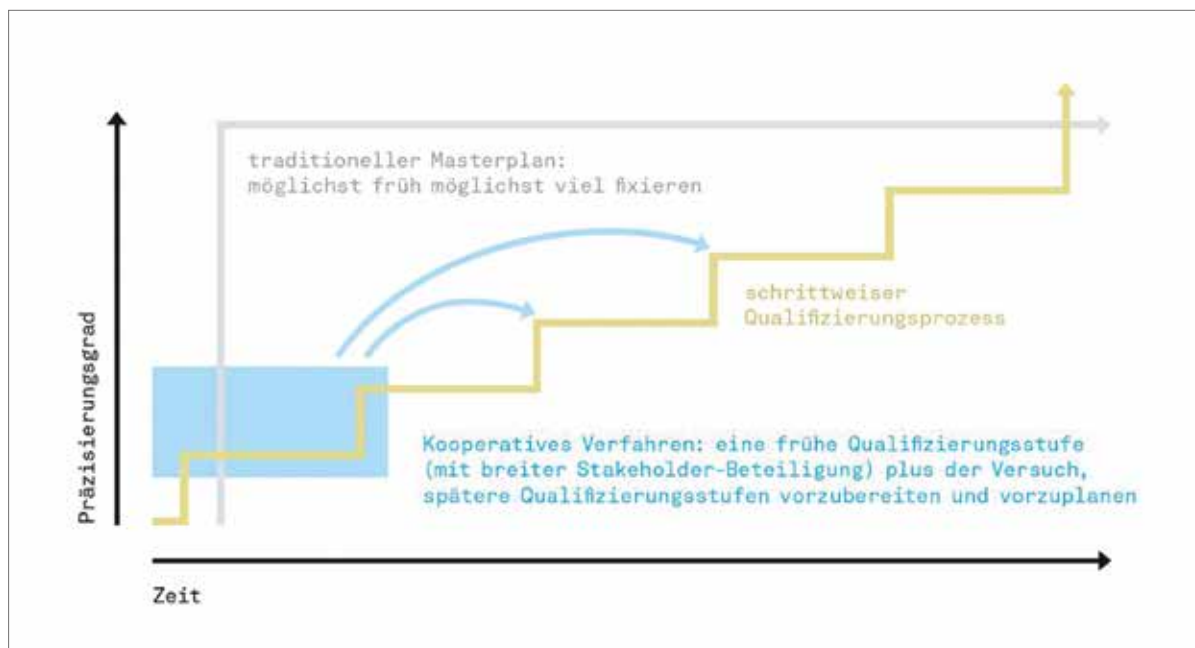 traditioneller Masterplan:
möglichst früh möglichst viel fixieren
schrittweiser
Qualifizierungsprozess
Präzisierungsgrad
Kooperatives Verfahren: eine frühe Qualifizierungsstufe
(mit breiter Stakeholder-Beteiligung) plus der Versuch,
spätere Qualifizierungsstufen vorzubereiten und vorzuplanen
Zeit